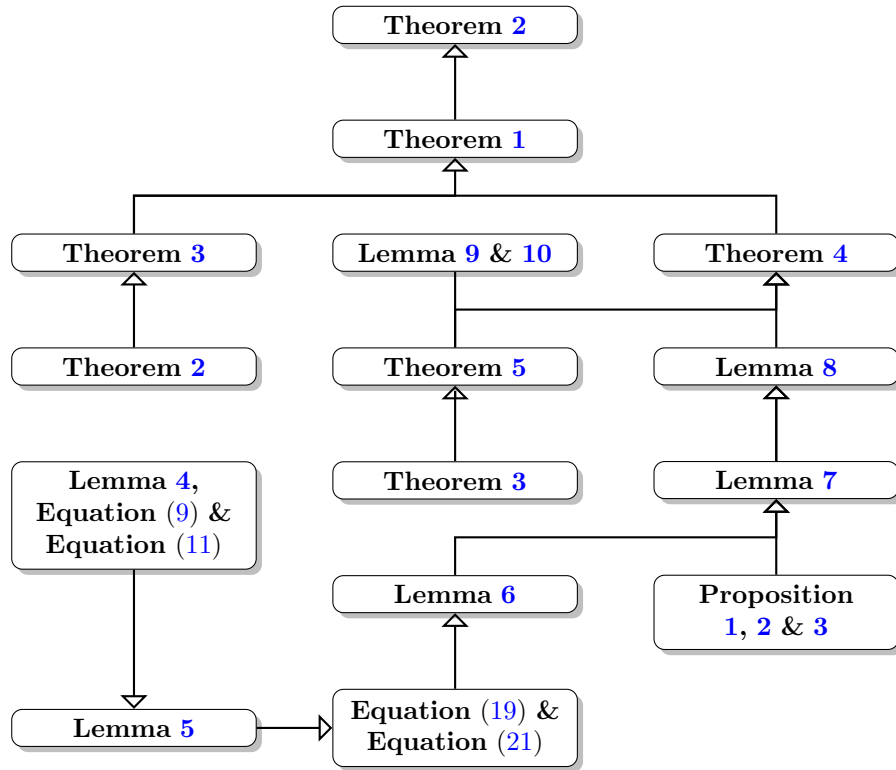 Theorem 2
Theorem 1
Theorem 3
Lemma 9 & 10
Theorem 4
Theorem 2
Theorem 5
Lemma 8
Lemma 4,
Equation (9) &
Equation (11)
Theorem 3
Lemma 7
Lemma 6
Proposition
1, 2 & 3
Lemma 5
Equation (19) &
Equation (21)